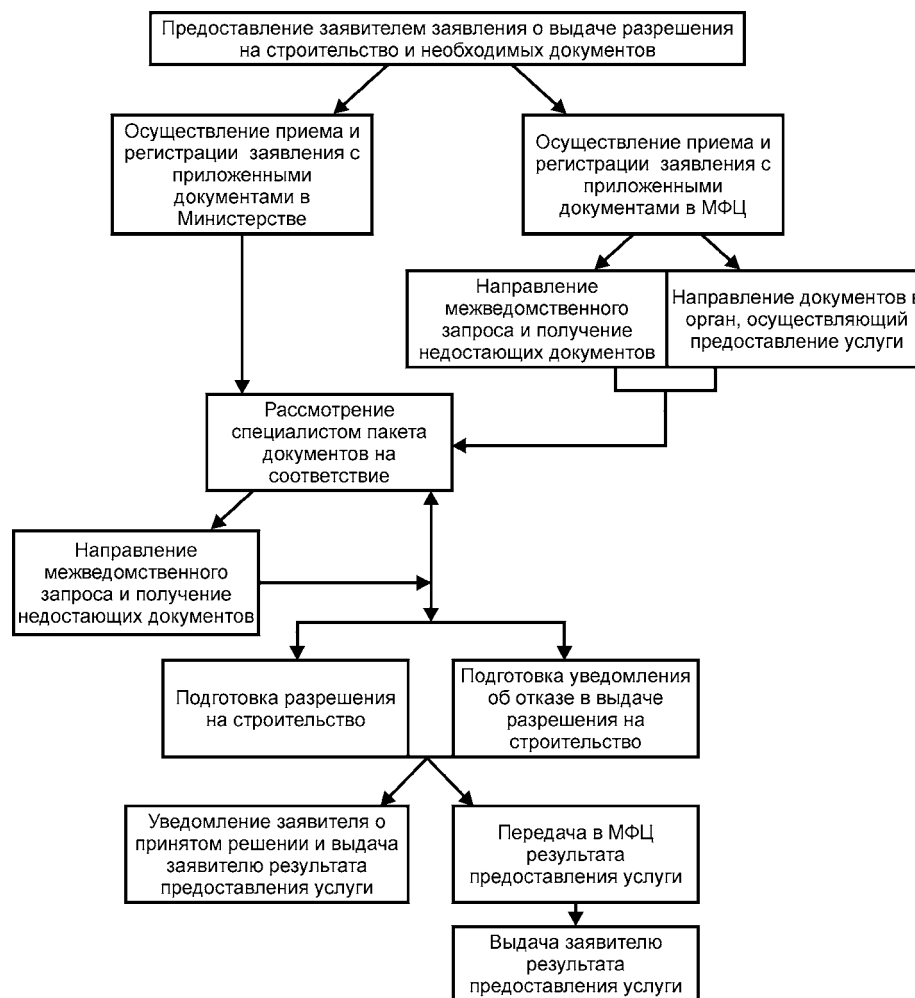 Предоставление заявителем заявления о выдаче разрешения
на строительство и необходимых документов
Осуществление приема и
регистрации заявления с
приложенными
документами в
Министерстве
Осуществление приема и
регистрации заявления с
приложенными
документами в МФЦ
Направление
межведомственного
запроса и получение
недостающих документов
Направление документов в
орган, осуществляющий
предоставление услуги
Рассмотрение
специалистом пакета
документов на
соответствие
Направление
межведомственного
запроса и получение
недостающих документов
Подготовка разрешения
на строительство
Подготовка уведомления
об отказе в выдаче
разрешения на
строительство
Уведомление заявителя о
принятом решении и выдача
заявителю результата
предоставления услуги
Передача в МФЦ
результата
предоставления услуги
Выдача заявителю
результата
предоставления услуги